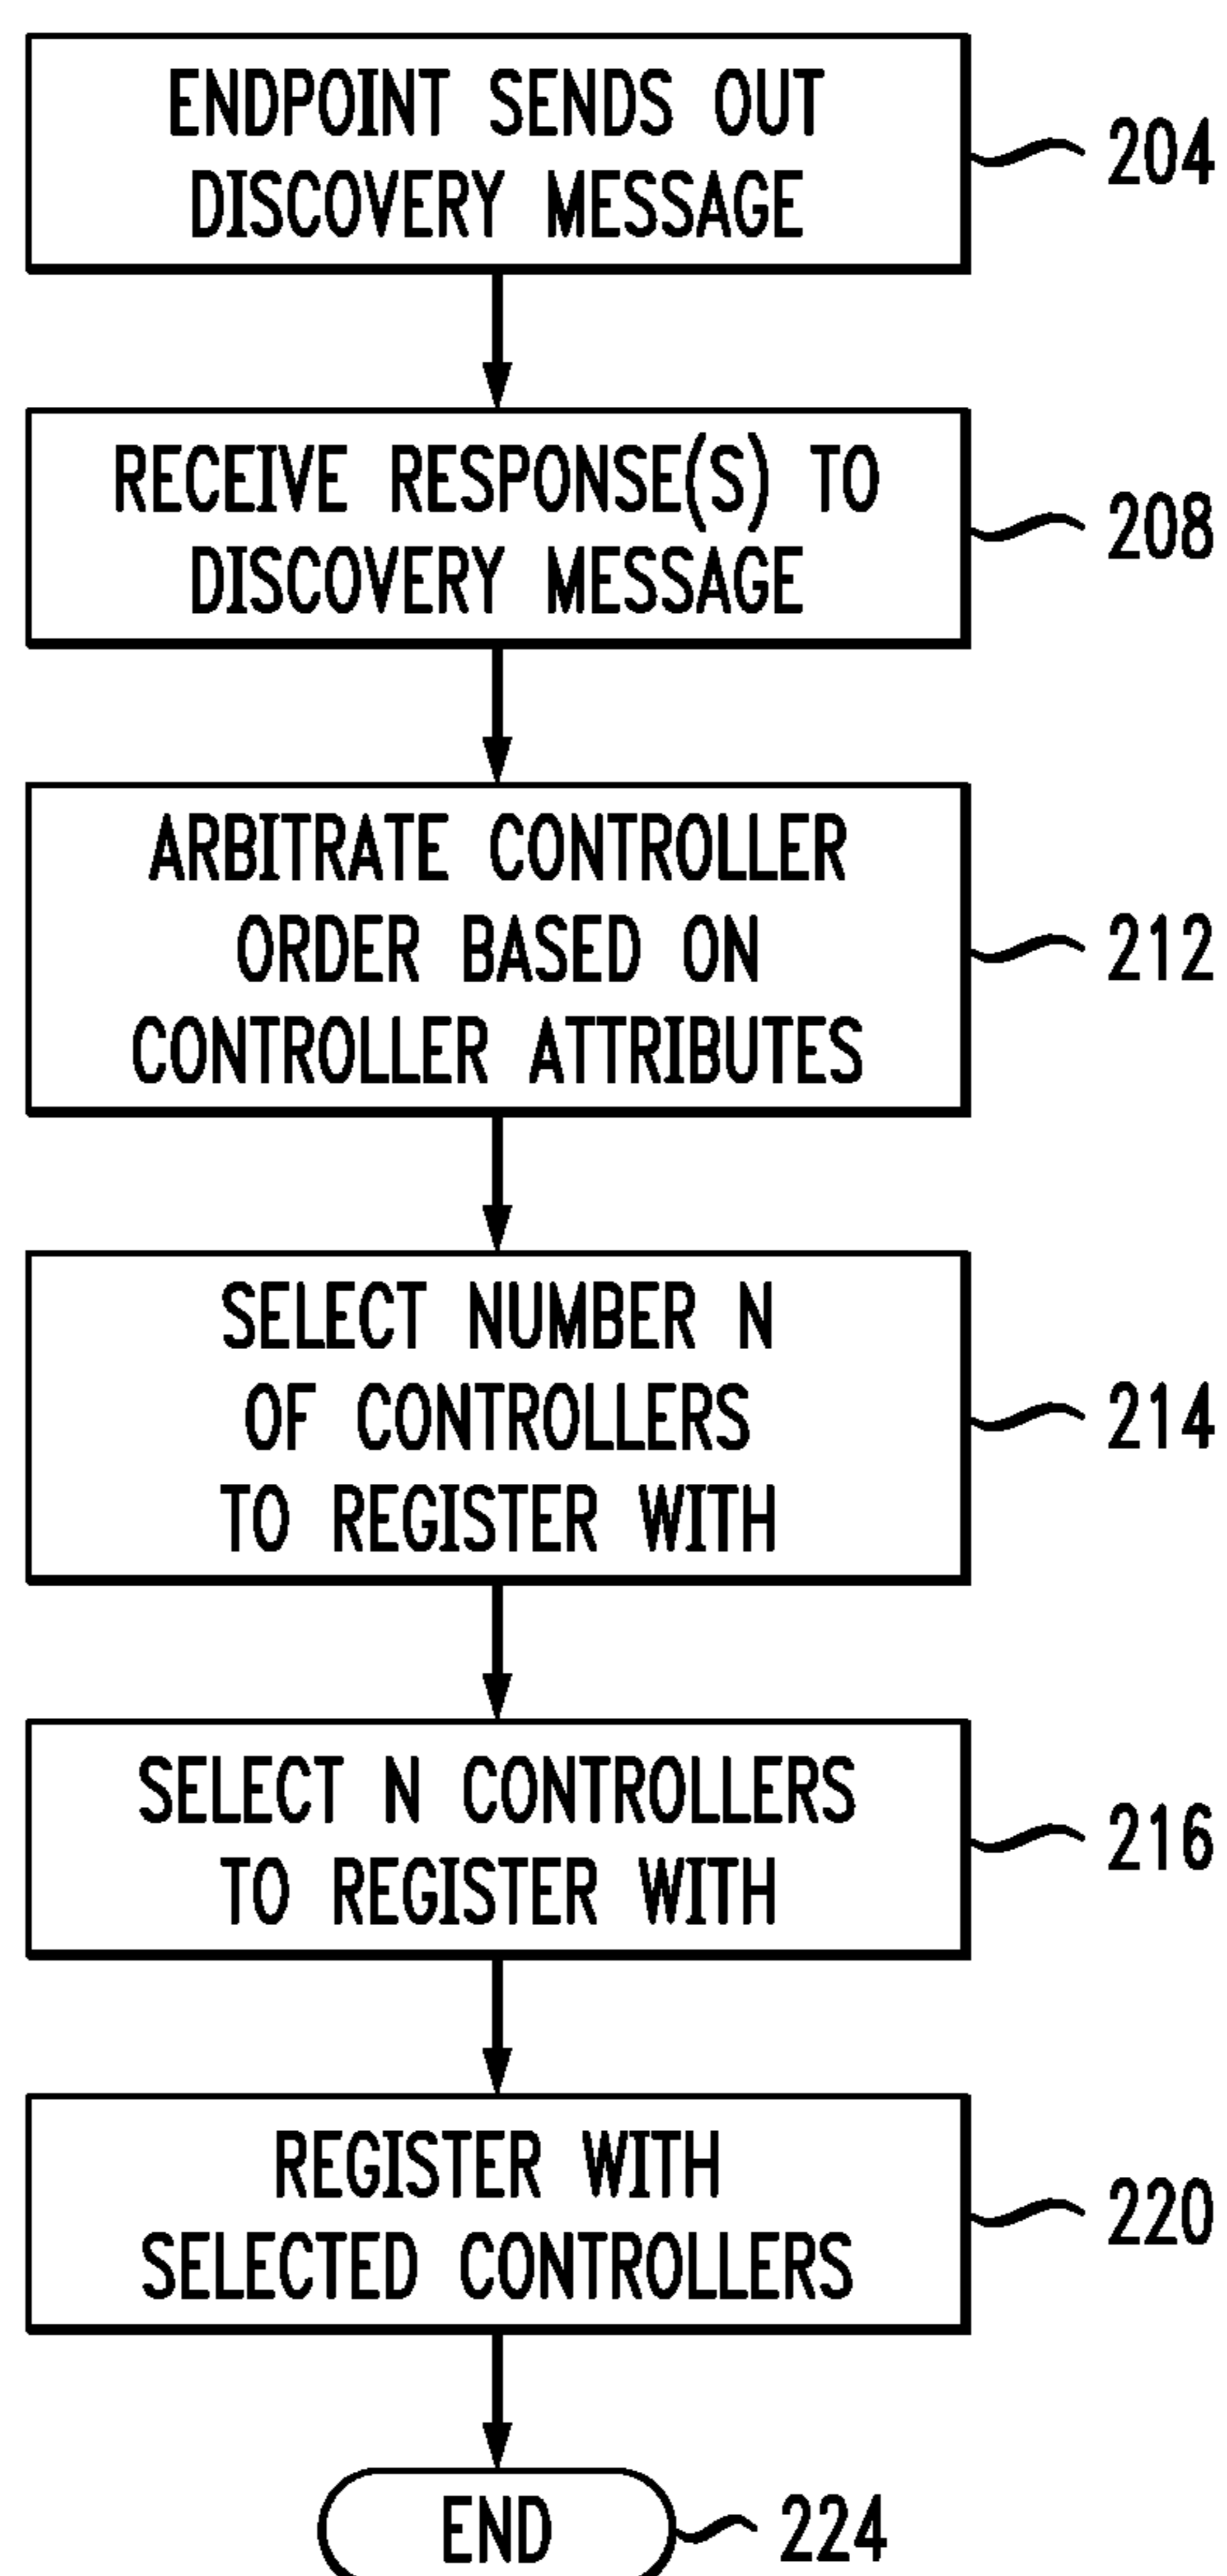 ENDPOINT SENDS OUT
DISCOVERY MESSAGE
204
RECEIVE RESPONSE(S) TO
DISCOVERY MESSAGE
208
ARBITRATE CONTROLLER
ORDER BASED ON
CONTROLLER ATTRIBUTES
212
SELECT NUMBER N
OF CONTROLLERS
TO REGISTER WITH
214
SELECT N CONTROLLERS
TO REGISTER WITH
216
REGISTER WITH
SELECTED CONTROLLERS
220
END
224